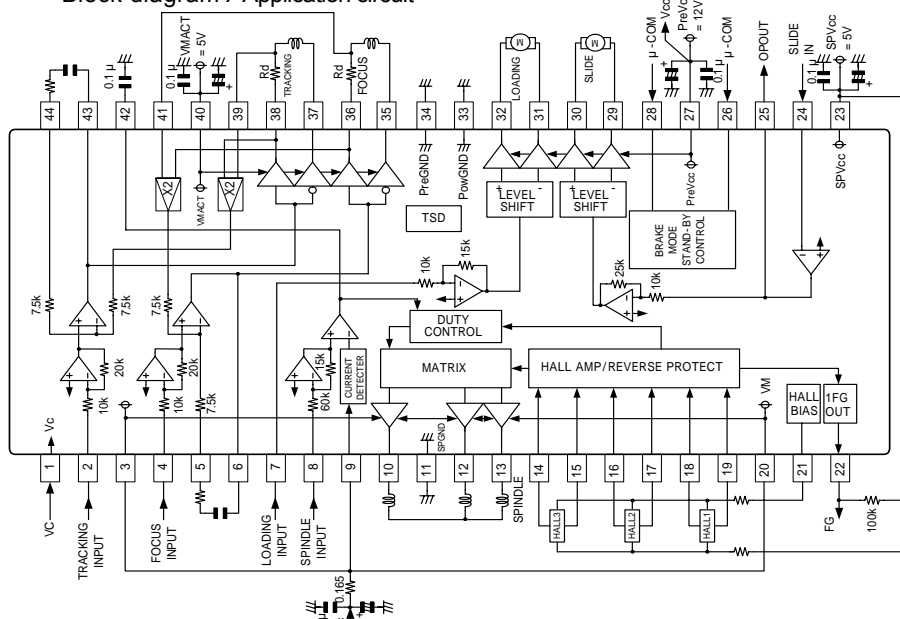 Block diagram / Application circuit
0.1 µ
0.1 µ
VMACT
= 5V
Rd
TRACKING
Rd
FOCUS
LOADING
M
SLIDE
M
µ-COM
Vcc
PreVcc
= 12V
0.1 µ
µ-COM
OPOUT
SLIDE
IN
0.1 µ
SPVcc
= 5V
44 43 42 41 40 39 38 37 36 35 34 33 32 31 30 29 28 27 26 25 24 23
X2
VMACT
X2
PreGND
PowGND
TSD
+ LEVEL -
SHIFT
+ LEVEL -
SHIFT
PreVcc
BRAKE
MODE
STAND-BY
CONTROL
SPVcc
7.5k
7.5k
7.5k
10k
15k
25k
10k
DUTY
CONTROL
MATRIX
HALL AMP/REVERSE PROTECT
20k
10k
20k
10k
7.5k
15k
60k
CURRENT
DETECTER
VM
HALL
BIAS
1FG
OUT
SPGND
Vc
1 2 3 4 5 6 7 8 9 10 11 12 13 14 15 16 17 18 19 20 21 22
VC
TRACKING
INPUT
FOCUS
INPUT
LOADING
INPUT
SPINDLE
INPUT
0.165
SPINDLE
HALL3
HALL2
HALL1
FG
100k